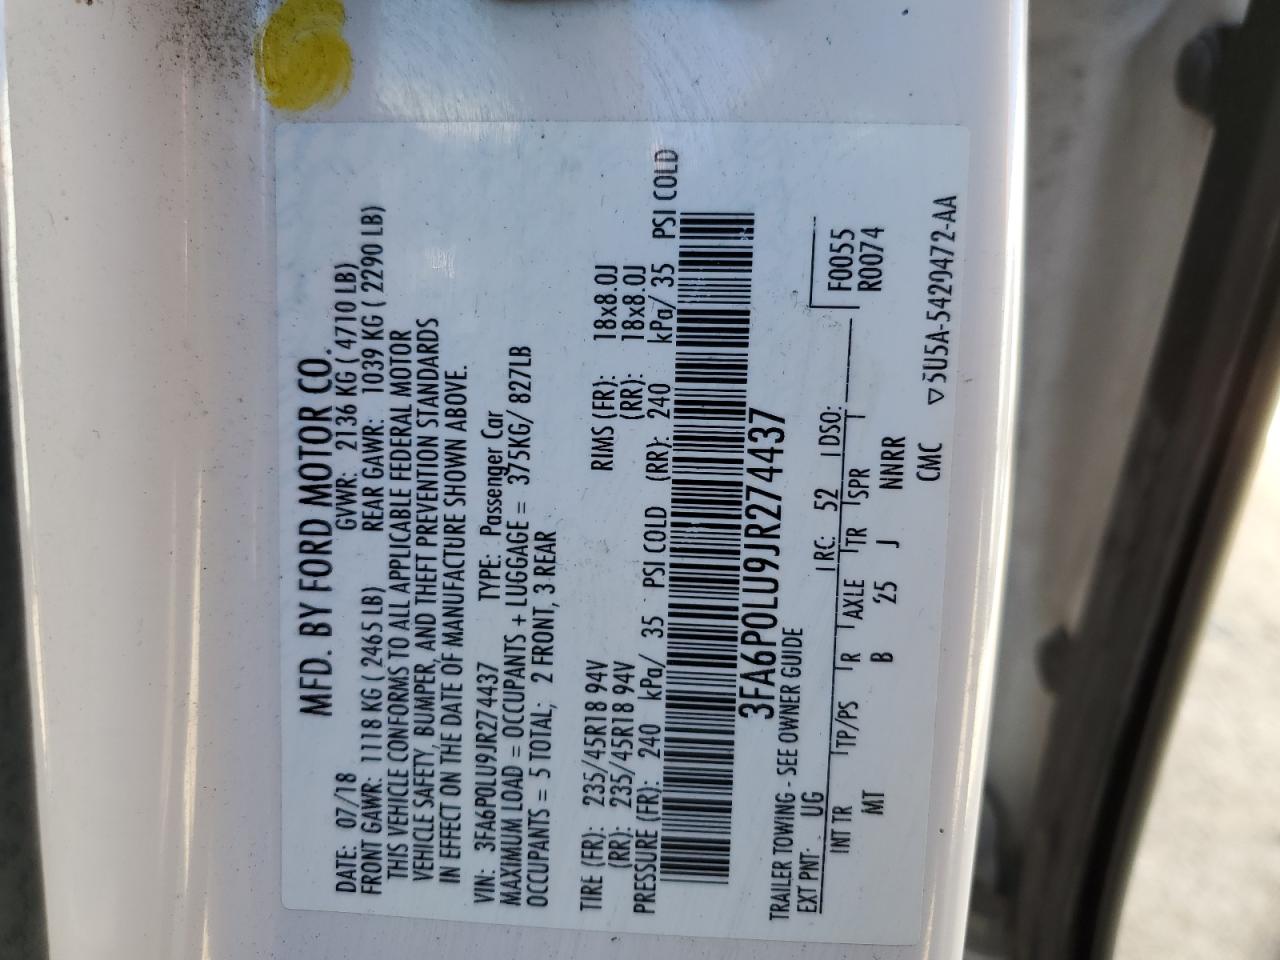 MFD. BY FORD MOTOR CO.
DATE: 07/18 GVWR: 2136 KG ( 4710 LB)
FRONT GAWR: 1118 KG ( 2465 LB) REAR GAWR: 1039 KG ( 2290 LB)
THIS VEHICLE CONFORMS TO ALL APPLICABLE FEDERAL MOTOR
VEHICLE SAFETY, BUMPER, AND THEFT PREVENTION STANDARDS
IN EFFECT ON THE DATE OF MANUFACTURE SHOWN ABOVE.
VIN: 3FA6P0LU9JR274437 TYPE: Passenger Car
MAXIMUM LOAD = OCCUPANTS + LUGGAGE = 375KG/ 827LB
OCCUPANTS = 5 TOTAL; 2 FRONT, 3 REAR
TIRE (FR): 235/45R18 94V RIMS (FR): 18x8.0J
(RR): 235/45R18 94V (RR): 18x8.0J
PRESSURE (FR): 240 kPa/ 35 PSI COLD (RR): 240 kPa/ 35 PSI COLD
3FA6P0LU9JR274437
TRAILER TOWING - SEE OWNER GUIDE
EXT PNT: UG RC: 52 DSO: F0055
INT TR TP/PS R AXLE TR SPR R0074
MT B 25 J NNRR
CMC ▽5U5A-5420472-AA